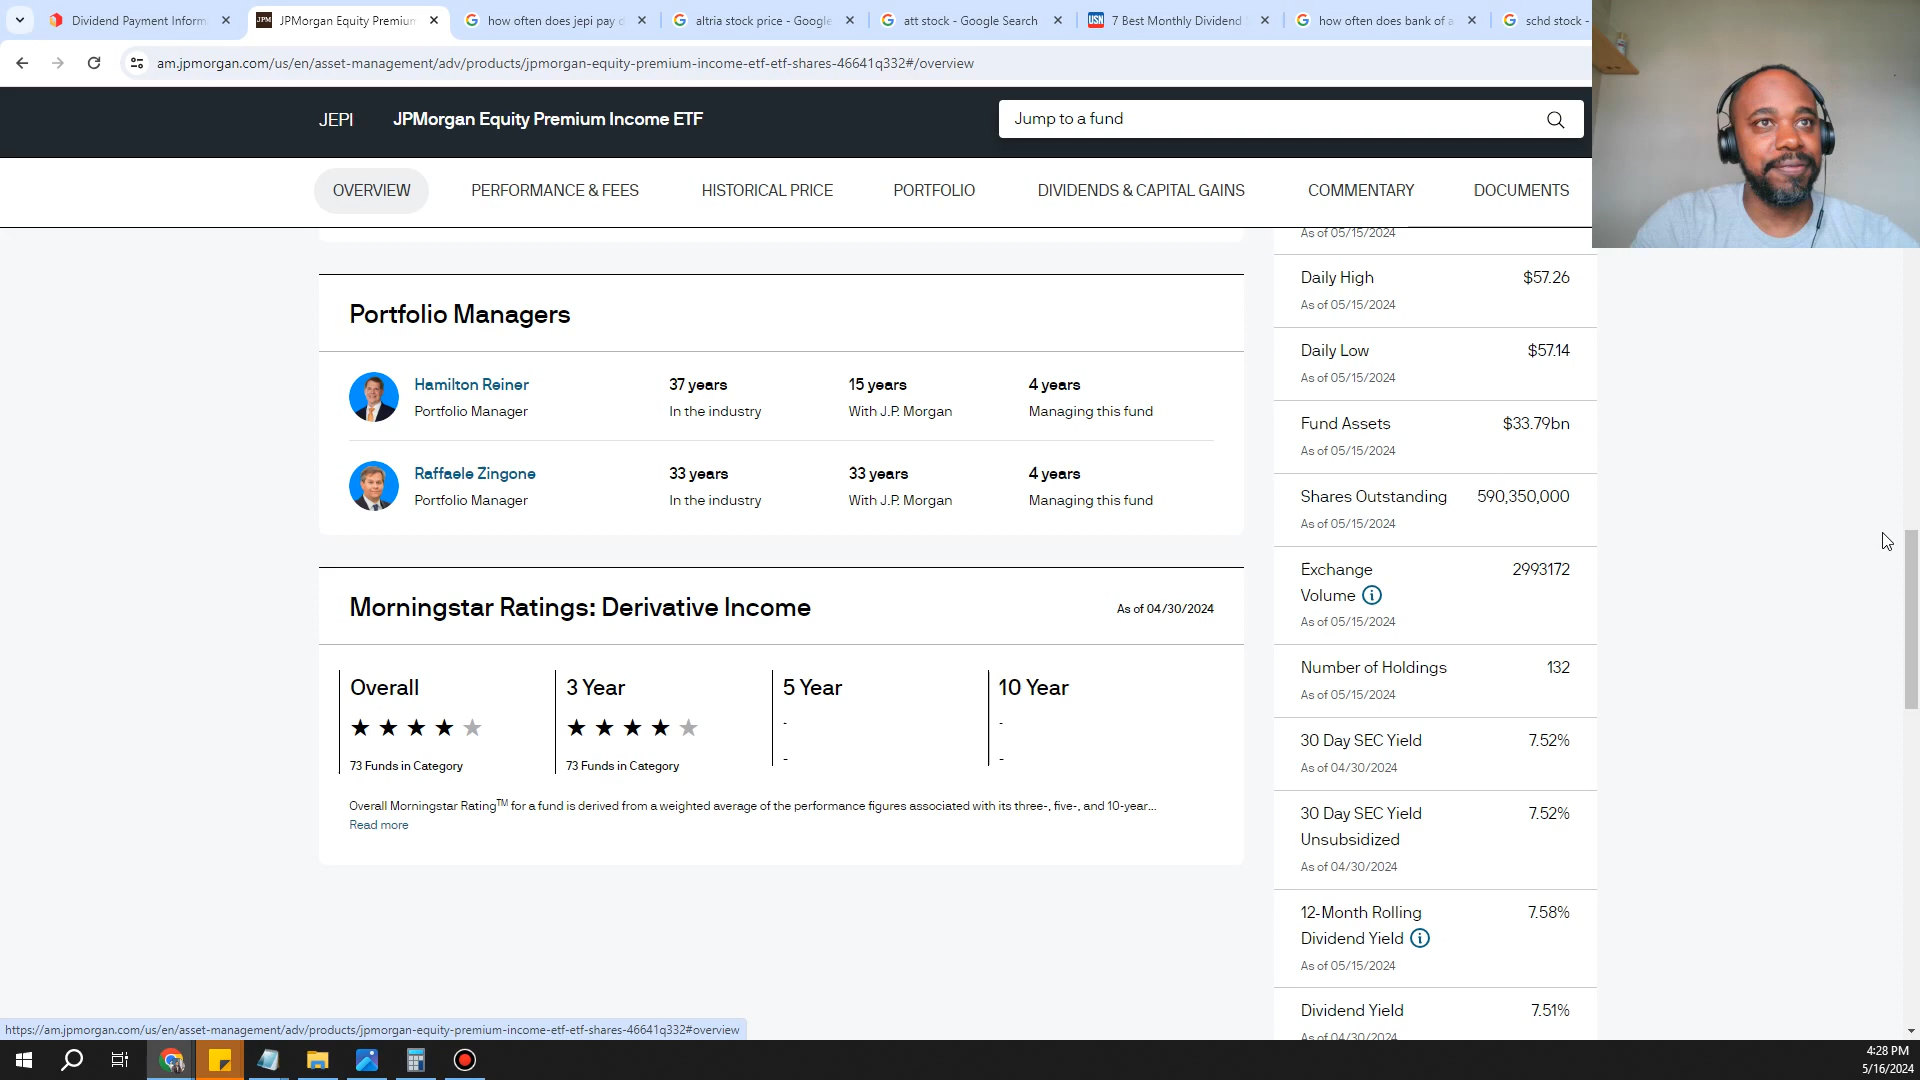 Dividend Payment Inform
JPMorgan Equity Premium
how often does jepi pay d
altria stock price - Google
att stock - Google Search
7 Best Monthly Dividend
how often does bank of a
schd stock -
am.jpmorgan.com/us/en/asset-management/adv/products/jpmorgan-equity-premium-income-etf-etf-shares-46641q332#/overview
JEPI
JPMorgan Equity Premium Income ETF
Jump to a fund
OVERVIEW
PERFORMANCE & FEES
HISTORICAL PRICE
PORTFOLIO
DIVIDENDS & CAPITAL GAINS
COMMENTARY
DOCUMENTS
Portfolio Managers
Hamilton Reiner
Portfolio Manager
37 years
In the industry
15 years
With J.P. Morgan
4 years
Managing this fund
Raffaele Zingone
Portfolio Manager
33 years
In the industry
33 years
With J.P. Morgan
4 years
Managing this fund
Morningstar Ratings: Derivative Income
As of 04/30/2024
Overall
73 Funds in Category
3 Year
73 Funds in Category
5 Year
-
-
10 Year
-
-
Overall Morningstar Rating™ for a fund is derived from a weighted average of the performance figures associated with its three-, five-, and 10-year...
Read more
As of 05/15/2024
Daily High $57.26
As of 05/15/2024
Daily Low $57.14
As of 05/15/2024
Fund Assets $33.79bn
As of 05/15/2024
Shares Outstanding 590,350,000
As of 05/15/2024
Exchange 2993172
Volume
As of 05/15/2024
Number of Holdings 132
As of 05/15/2024
30 Day SEC Yield 7.52%
As of 04/30/2024
30 Day SEC Yield 7.52%
Unsubsidized
As of 04/30/2024
12-Month Rolling 7.58%
Dividend Yield
As of 05/15/2024
Dividend Yield 7.51%
As of 04/30/2024
https://am.jpmorgan.com/us/en/asset-management/adv/products/jpmorgan-equity-premium-income-etf-etf-shares-46641q332#overview
4:28 PM
5/16/2024